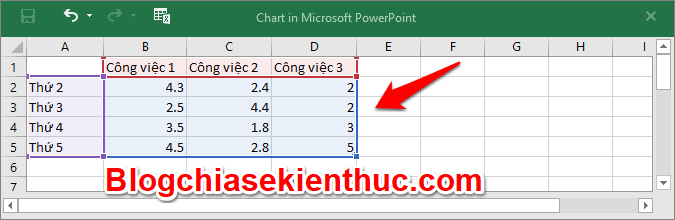 Chart in Microsoft PowerPoint
A B C D E F G H I
1 Công việc 1 Công việc 2 Công việc 3
2 Thứ 2 4.3 2.4 2
3 Thứ 3 2.5 4.4 2
4 Thứ 4 3.5 1.8 3
5 Thứ 5 4.5 2.8 5
6
7
Blogchiasekienthuc.com